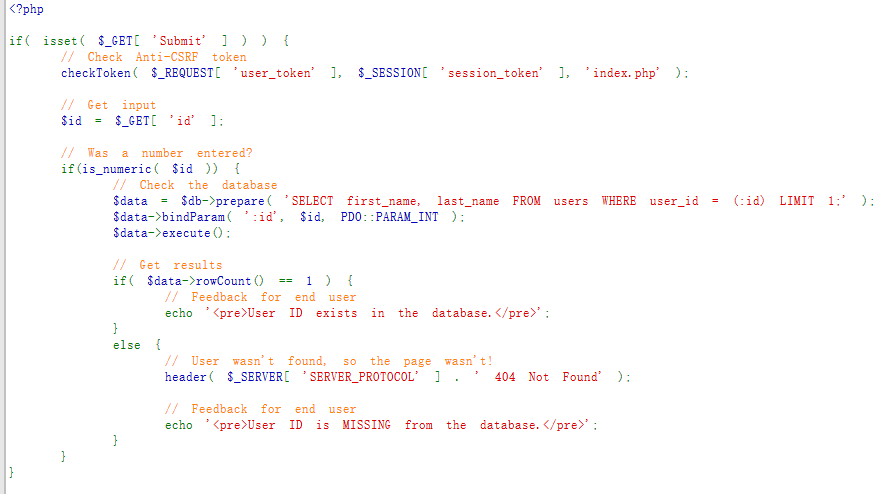 <?php

if( isset( $_GET[ 'Submit' ] ) ) {
    // Check Anti-CSRF token
    checkToken( $_REQUEST[ 'user_token' ], $_SESSION[ 'session_token' ], 'index.php' );

    // Get input
    $id = $_GET[ 'id' ];

    // Was a number entered?
    if(is_numeric( $id )) {
        // Check the database
        $data = $db->prepare( 'SELECT first_name, last_name FROM users WHERE user_id = (:id) LIMIT 1;' );
        $data->bindParam( ':id', $id, PDO::PARAM_INT );
        $data->execute();

        // Get results
        if( $data->rowCount() == 1 ) {
            // Feedback for end user
            echo '<pre>User ID exists in the database.</pre>';
        }
        else {
            // User wasn't found, so the page wasn't!
            header( $_SERVER[ 'SERVER_PROTOCOL' ] . ' 404 Not Found' );

            // Feedback for end user
            echo '<pre>User ID is MISSING from the database.</pre>';
        }
    }
}